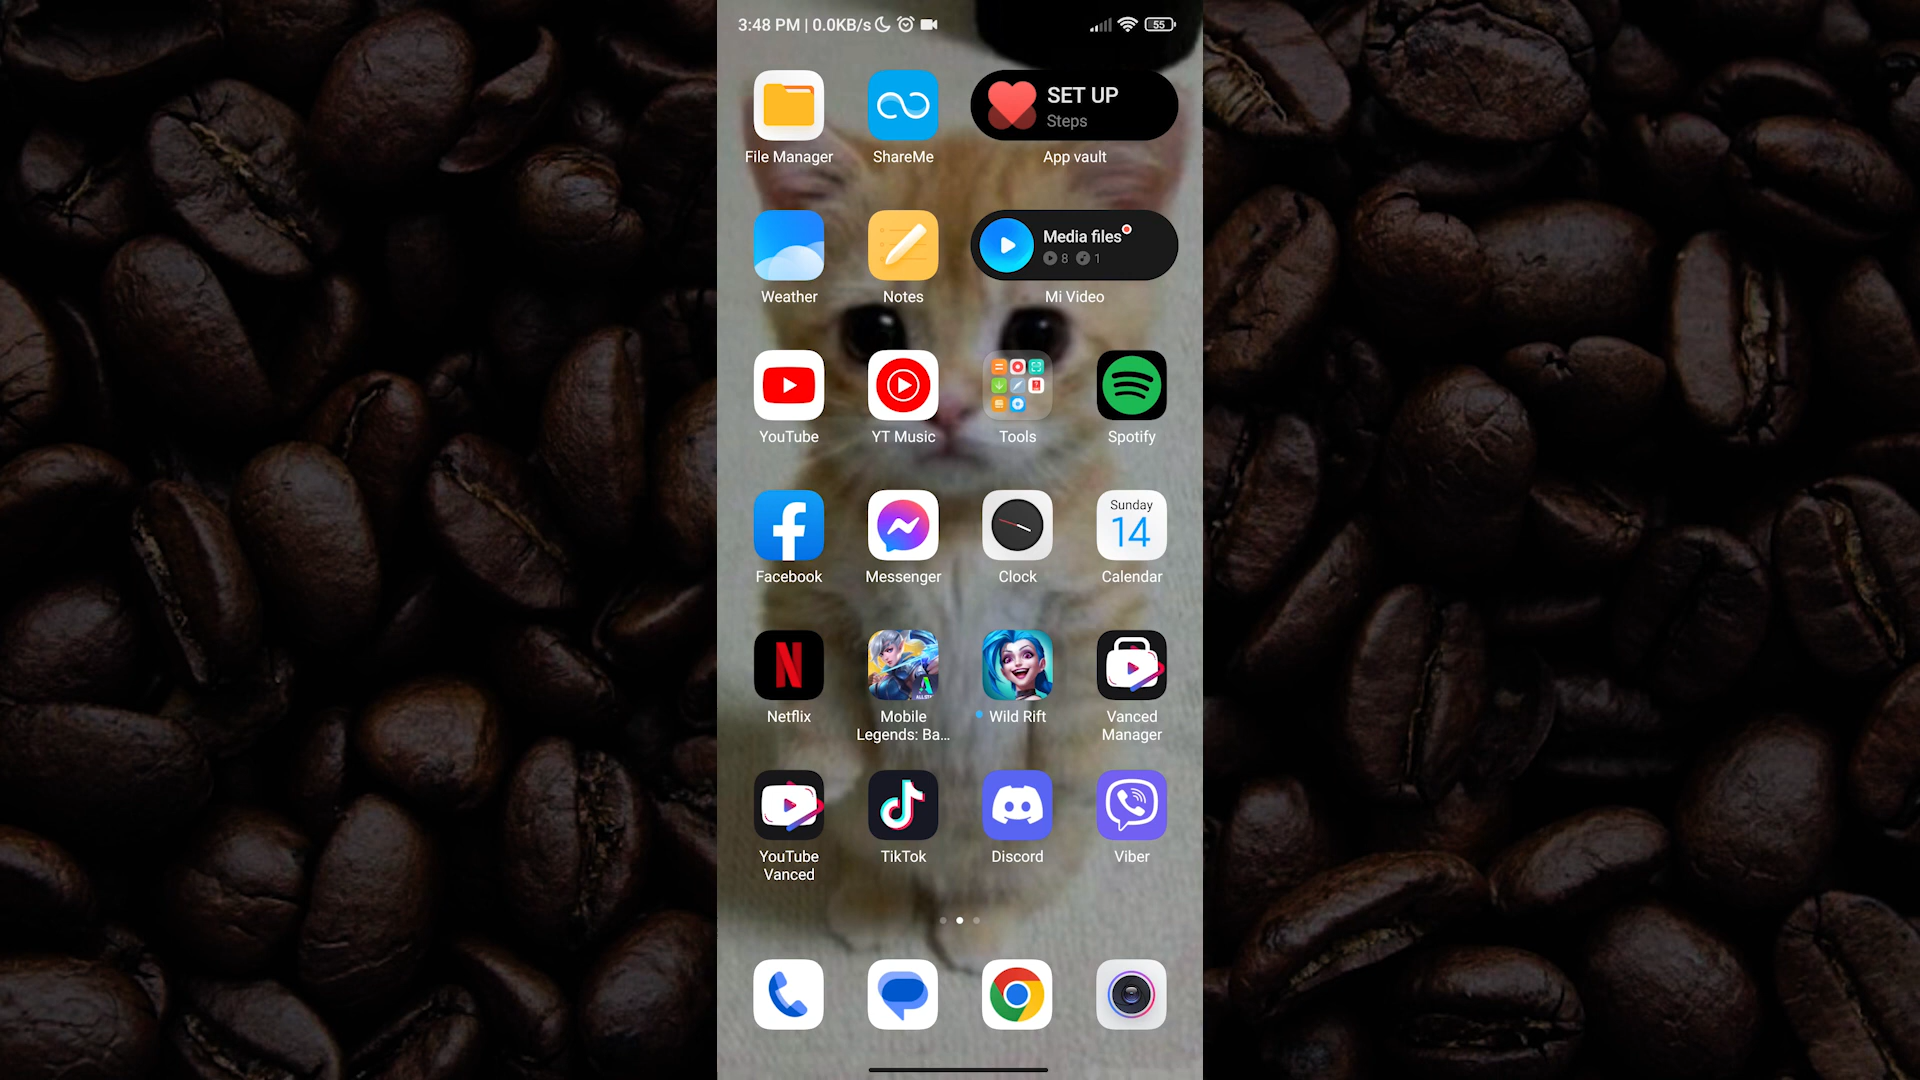 3:48 PM | 0.0KB/s
55
SET UP
Steps
File Manager
ShareMe
App vault
Media files
8
1
Weather
Notes
Mi Video
YouTube
YT Music
Tools
Spotify
Sunday
14
Facebook
Messenger
Clock
Calendar
N
Netflix
Mobile
Legends: Ba...
Wild Rift
Vanced
Manager
YouTube
Vanced
TikTok
Discord
Viber